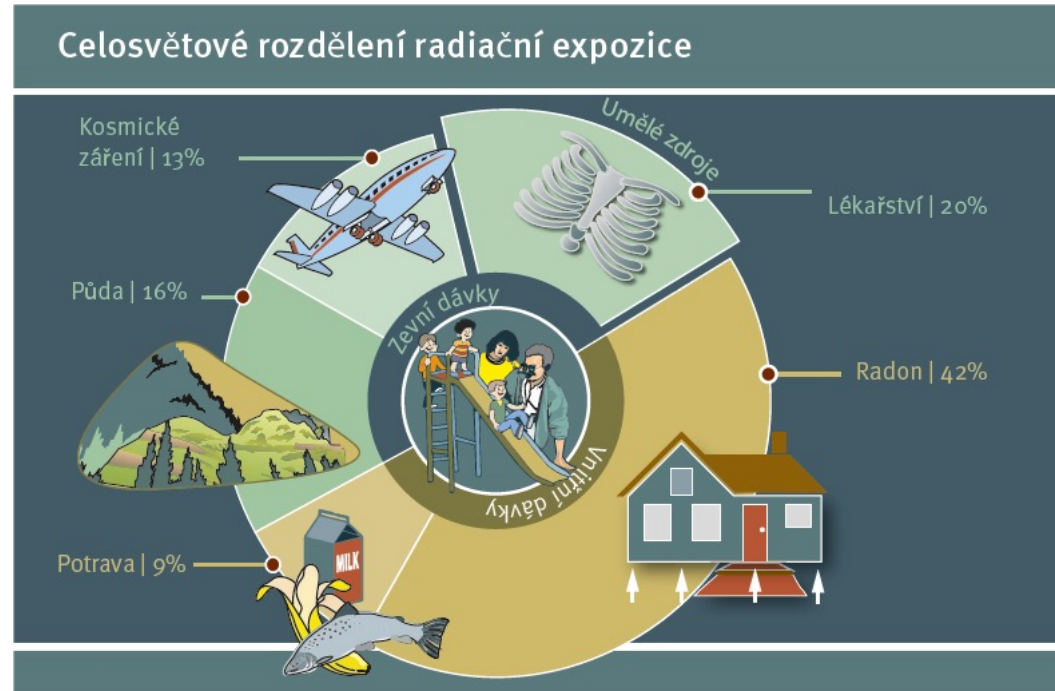 Celosvětové rozdělení radiační expozice
Kosmické
záření | 13%
Umělé zdroje
Lékařství | 20%
Půda | 16%
Zevní dávky
Radon | 42%
Vnitřní dávky
Potrava | 9%
MILK